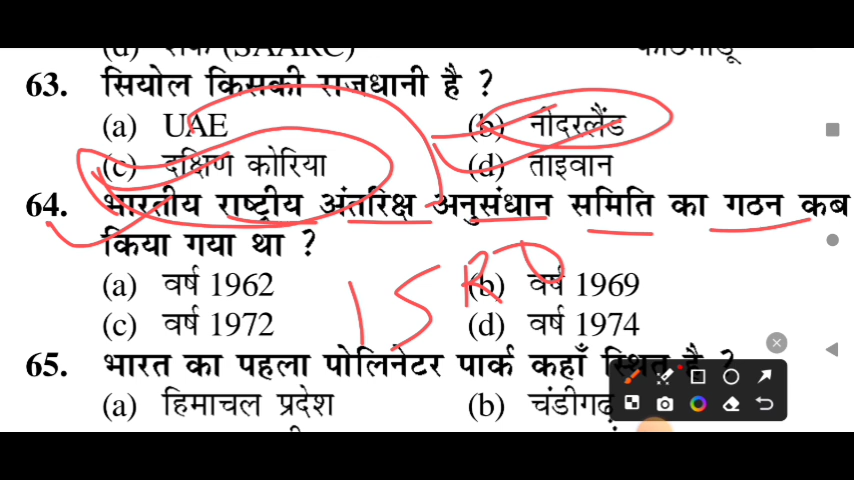 63. सियोल किसकी राजधानी है ?
(a) UAE (b) नीदरलैंड
(c) दक्षिण कोरिया (d) ताइवान
64. भारतीय राष्ट्रीय अंतरिक्ष अनुसंधान समिति का गठन कब
किया गया था ?
(a) वर्ष 1962 (b) वर्ष 1969
ISRO
(c) वर्ष 1972 (d) वर्ष 1974
65. भारत का पहला पोलिनेटर पार्क कहाँ स्थित है ?
(a) हिमाचल प्रदेश (b) चंडीगढ़